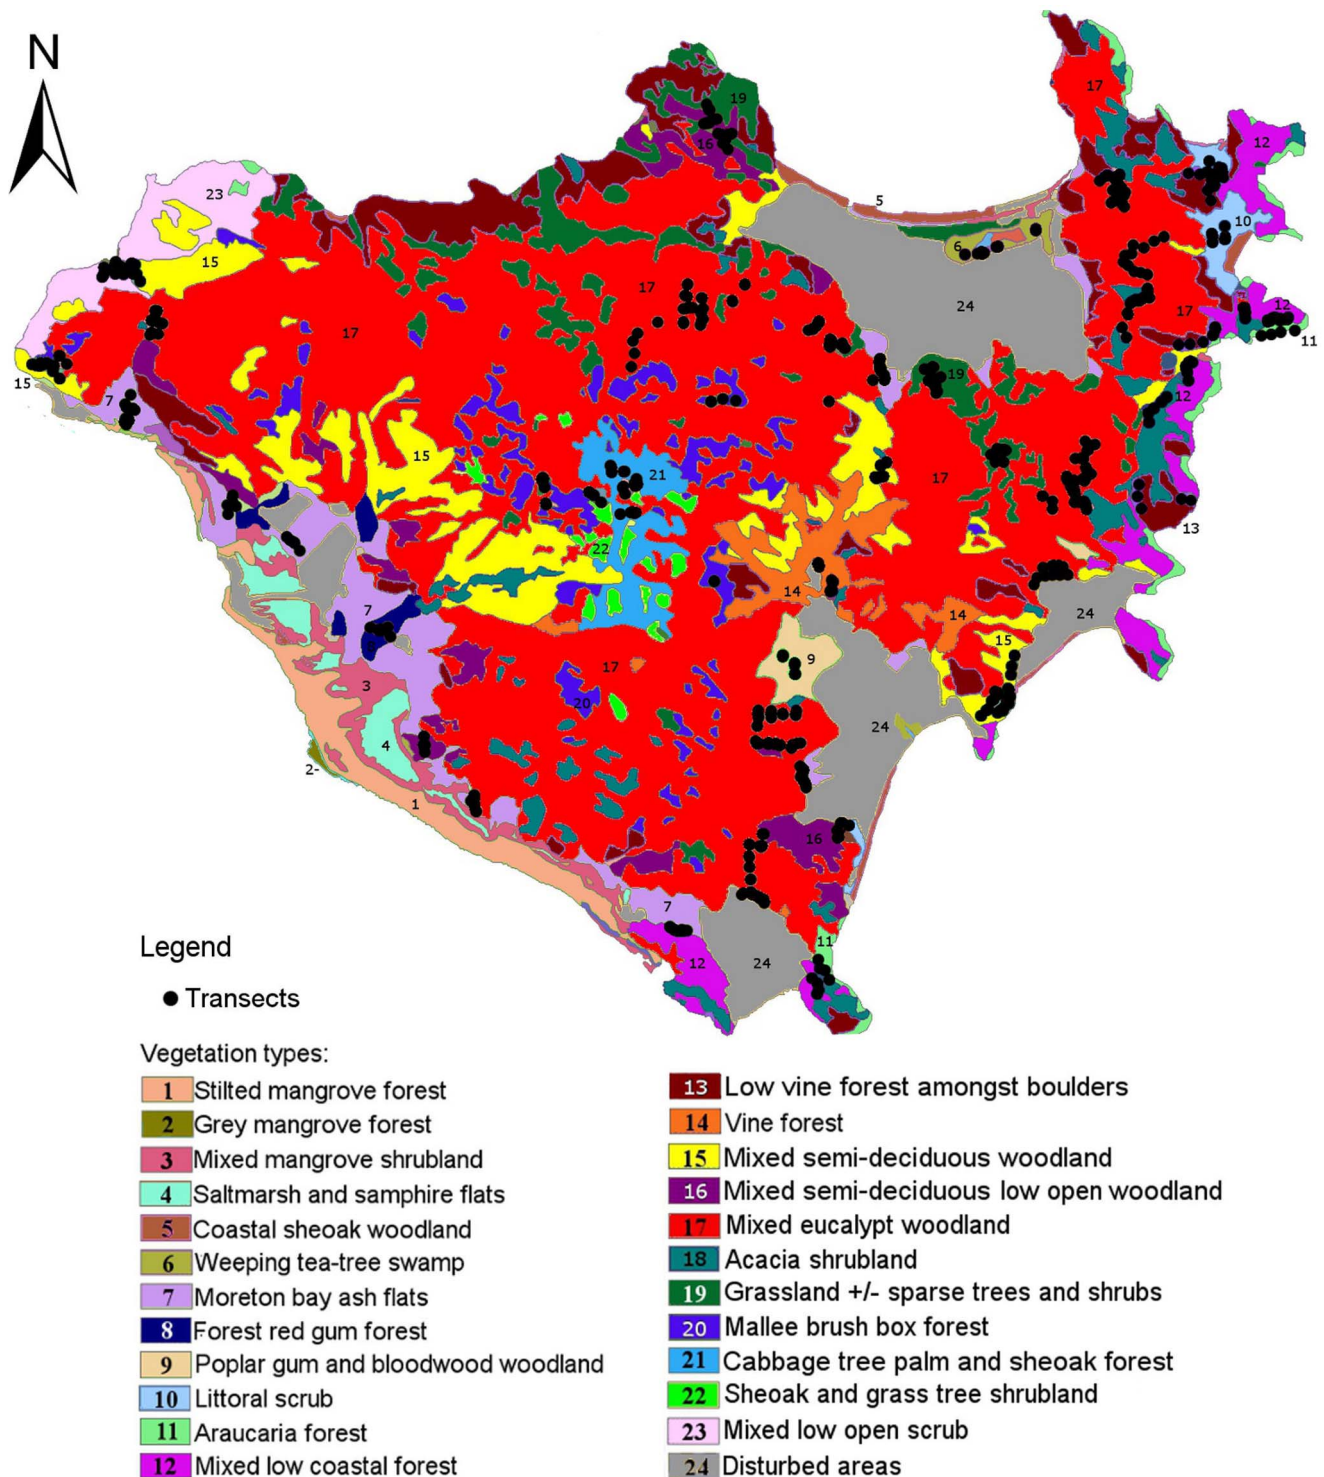 N
19
17
16
12
23
5
10
6
15
17
17
24
12
17
11
15
19
7
12
15
21
17
13
22
14
7
14
24
15
9
17
8
3
20
24
4
2-
1
16
7
11
12
24
Legend
Transects
Vegetation types:
1 Stilted mangrove forest
2 Grey mangrove forest
3 Mixed mangrove shrubland
4 Saltmarsh and samphire flats
5 Coastal sheoak woodland
6 Weeping tea-tree swamp
7 Moreton bay ash flats
8 Forest red gum forest
9 Poplar gum and bloodwood woodland
10 Littoral scrub
11 Araucaria forest
12 Mixed low coastal forest
13 Low vine forest amongst boulders
14 Vine forest
15 Mixed semi-deciduous woodland
16 Mixed semi-deciduous low open woodland
17 Mixed eucalypt woodland
18 Acacia shrubland
19 Grassland +/- sparse trees and shrubs
20 Mallee brush box forest
21 Cabbage tree palm and sheoak forest
22 Sheoak and grass tree shrubland
23 Mixed low open scrub
24 Disturbed areas